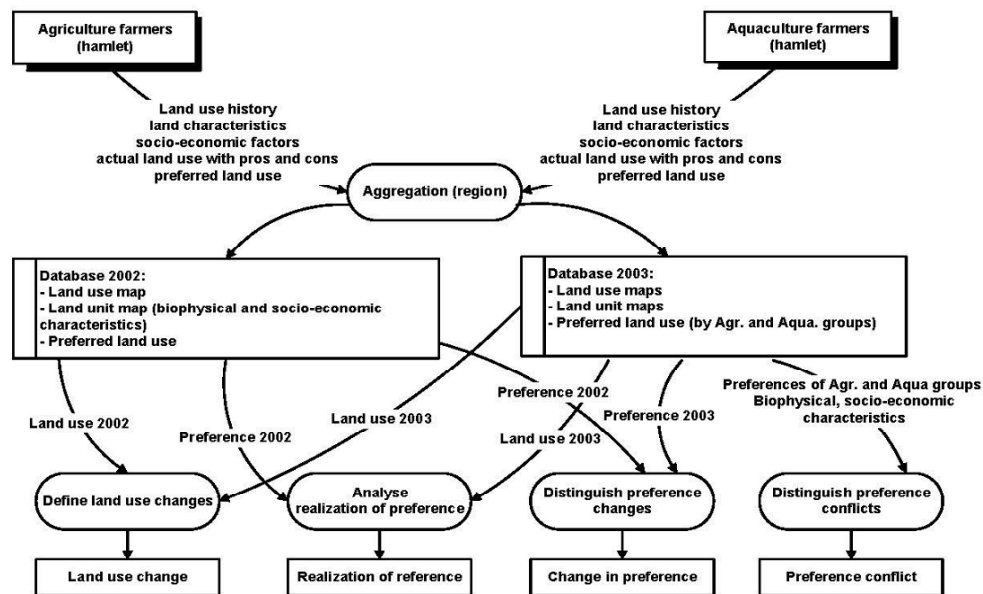 Agriculture farmers
(hamlet)
Aquaculture farmers
(hamlet)
Land use history
land characteristics
socio-economic factors
actual land use with pros and cons
preferred land use
Land use history
land characteristics
socio-economic factors
actual land use with pros and cons
preferred land use
Aggregation (region)
Database 2002:
- Land use map
- Land unit map (biophysical and socio-economic
characteristics)
- Preferred land use
Database 2003:
- Land use maps
- Land unit maps
- Preferred land use (by Agr. and Aqua. groups)
Land use 2002
Preference 2002
Land use 2003
Preference 2002
Land use 2003
Preference 2003
Preferences of Agr. and Aqua groups
Biophysical, socio-economic
characteristics
Define land use changes
Analyse
realization of preference
Distinguish preference
changes
Distinguish preference
conflicts
Land use change
Realization of reference
Change in preference
Preference conflict